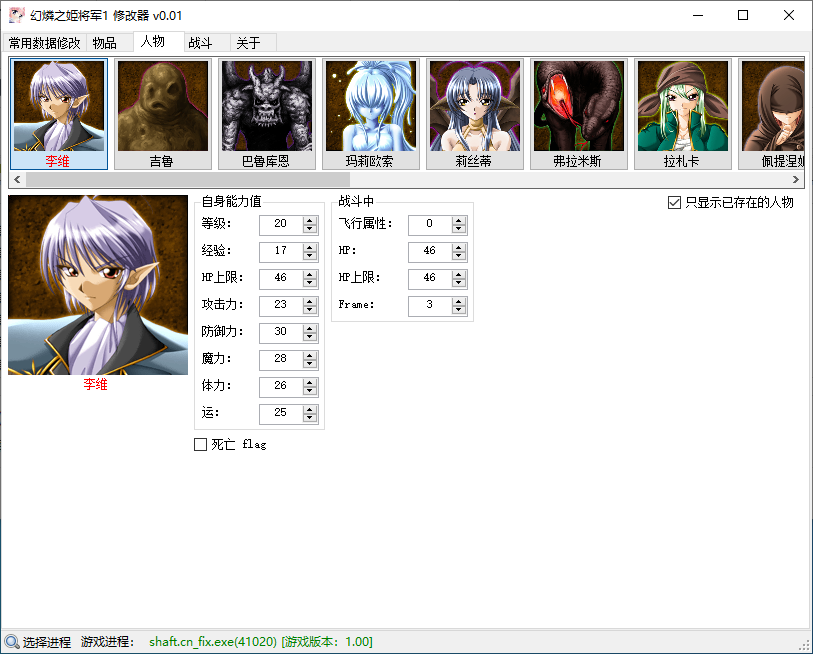 幻燐之姫将军1 修改器 v0.01
常用数据修改 物品 人物 战斗 关于
李维 吉鲁 巴鲁库恩 玛莉欧索 莉丝蒂 弗拉米斯 拉札卡 佩提涅
自身能力值 战斗中 只显示已存在的人物
等级: 20 飞行属性: 0
经验: 17 HP: 46
HP上限: 46 HP上限: 46
攻击力: 23 Frame: 3
防御力: 30
魔力: 28
体力: 26
运: 25
李维
死亡 flag
选择进程 游戏进程: shaft.cn_fix.exe(41020) [游戏版本: 1.00]